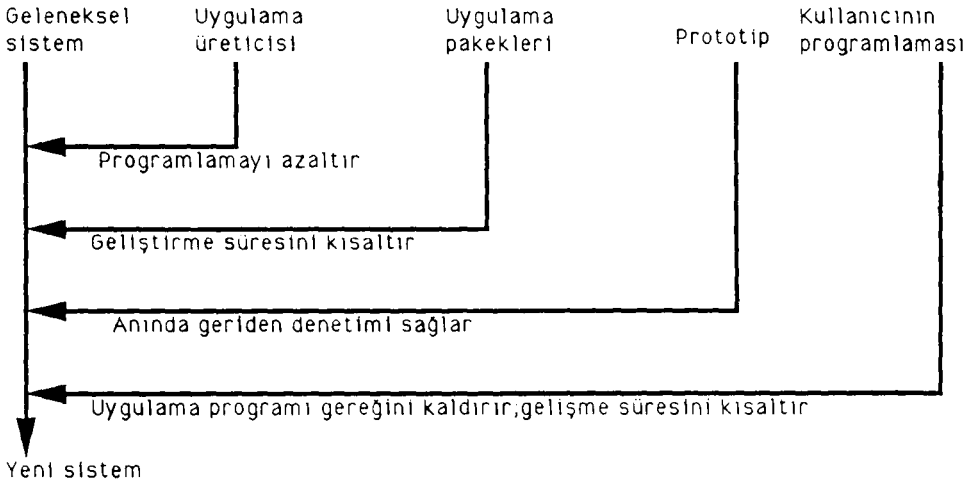 Geleneksel
sistem
Uygulama
üreticisi
Uygulama
pakekleri
Prototip
Kullanıcının
programlaması
Programlamayı azaltır
Geliştirme süresini kısaltır
Anında geriden denetimi sağlar
Uygulama programı gereğini kaldırır,gelişme süresini kısaltır
Yeni sistem